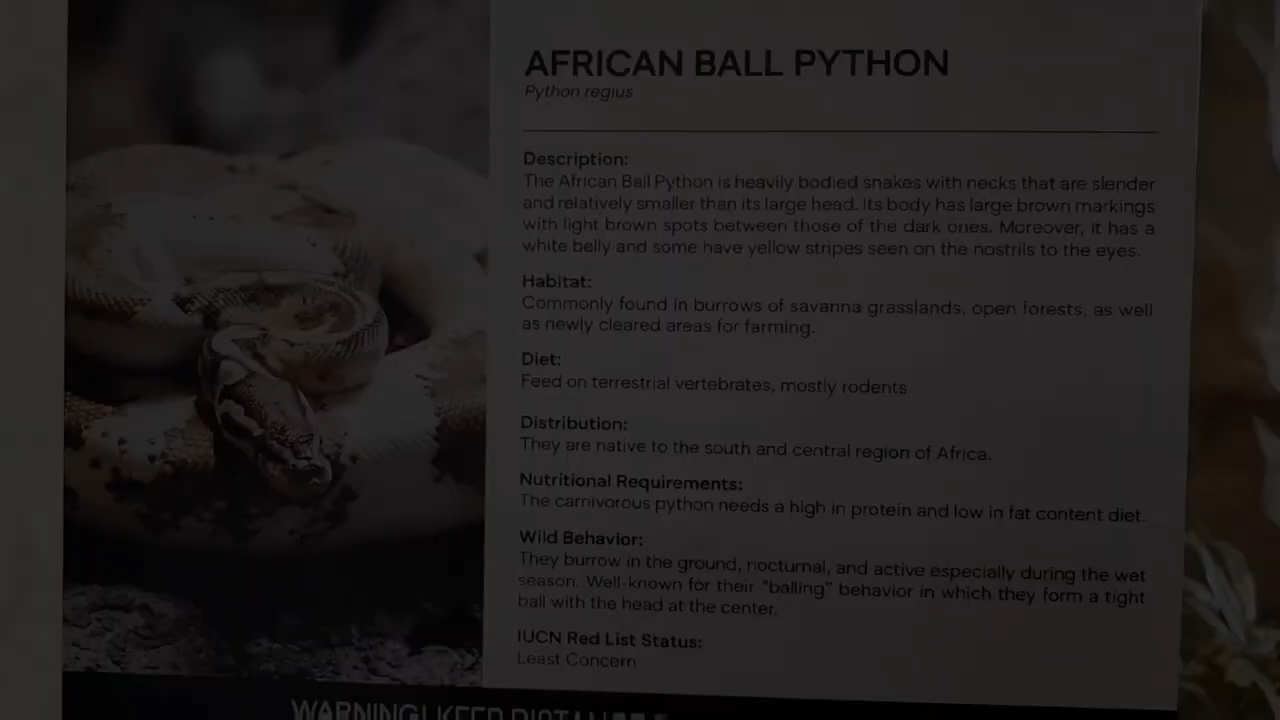 AFRICAN BALL PYTHON
Python regius
Description:
The African Ball Python is heavily bodied snakes with necks that are slender
and relatively smaller than its large head. Its body has large brown markings
with light brown spots between those of the dark ones. Moreover, it has a
white belly and some have yellow stripes seen on the nostrils to the eyes.
Habitat:
Commonly found in burrows of savanna grasslands, open forests, as well
as newly cleared areas for farming.
Diet:
Feed on terrestrial vertebrates, mostly rodents
Distribution:
They are native to the south and central region of Africa.
Nutritional Requirements:
The carnivorous python needs a high in protein and low in fat content diet.
Wild Behavior:
They burrow in the ground, nocturnal, and active especially during the wet
season. Well-known for their "balling" behavior in which they form a tight
ball with the head at the center.
IUCN Red List Status:
Least Concern
WARNING! KEEP